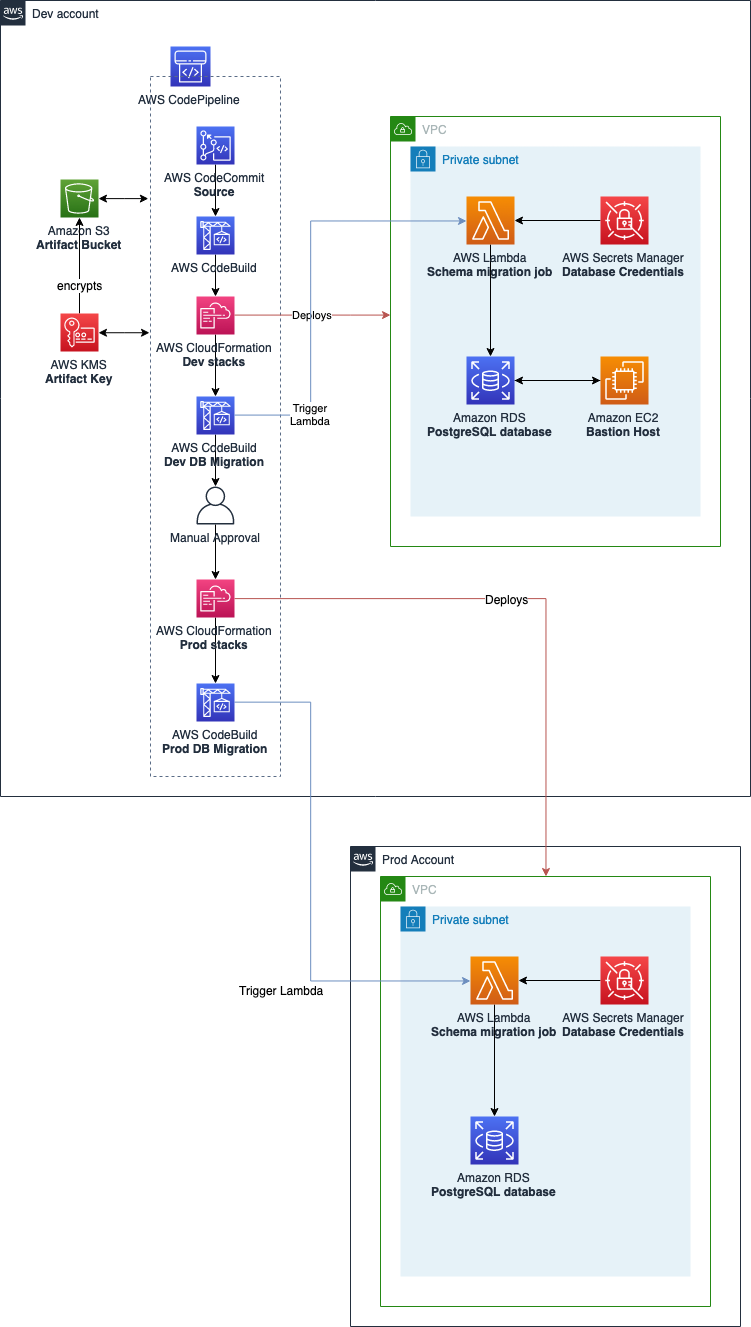 aws
Dev account
AWS CodePipeline
AWS CodeCommit
Source
AWS CodeBuild
AWS CloudFormation
Dev stacks
AWS CodeBuild
Dev DB Migration
Manual Approval
AWS CloudFormation
Prod stacks
AWS CodeBuild
Prod DB Migration
Amazon S3
Artifact Bucket
encrypts
AWS KMS
Artifact Key
Deploys
Trigger
Lambda
VPC
Private subnet
AWS Lambda
Schema migration job
AWS Secrets Manager
Database Credentials
Amazon RDS
PostgreSQL database
Amazon EC2
Bastion Host
Deploys
Trigger Lambda
aws
Prod Account
VPC
Private subnet
AWS Lambda
Schema migration job
AWS Secrets Manager
Database Credentials
Amazon RDS
PostgreSQL database